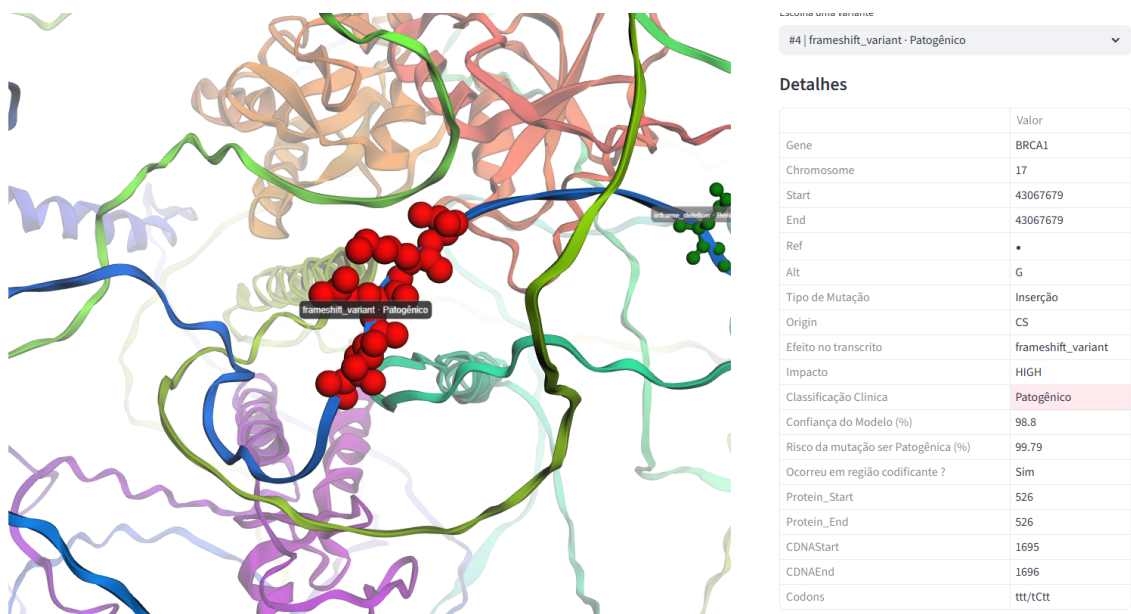 Escolha uma variante
#4 | frameshift_variant · Patogênico
Detalhes
Valor
Gene BRCA1
Chromosome 17
Start 43067679
End 43067679
Ref •
Alt G
Tipo de Mutação Inserção
Origin CS
Efeito no transcrito frameshift_variant
Impacto HIGH
Classificação Clinica Patogênico
Confiança do Modelo (%) 98.8
Risco da mutação ser Patogênica (%) 99.79
Ocorreu em região codificante ? Sim
Protein_Start 526
Protein_End 526
CDNAStart 1695
CDNAEnd 1696
Codons ttt/tCtt
inframe_deletion
frameshift_variant · Patogênico